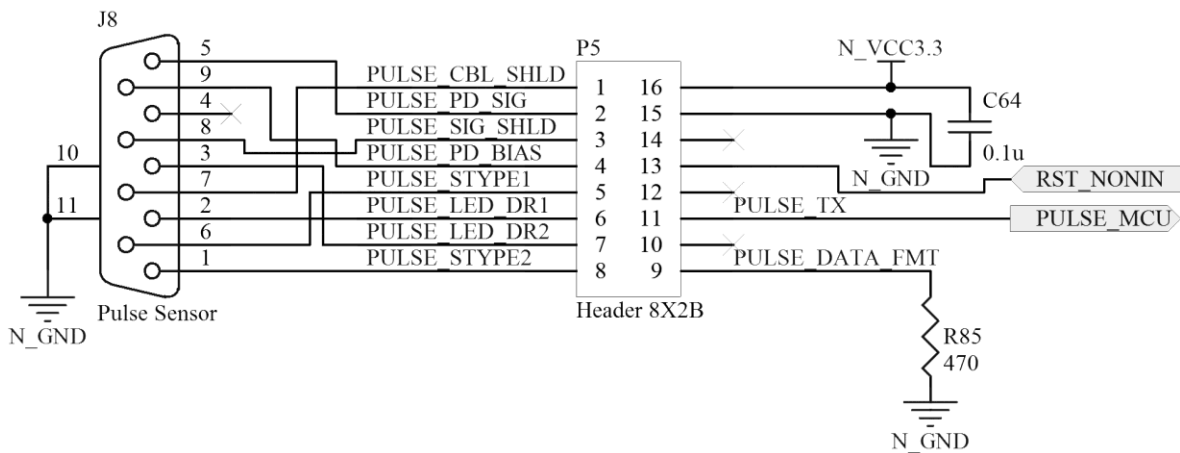 J8
5
9
4
8
3
7
2
6
1
10
11
Pulse Sensor
N_GND
PULSE_CBL_SHLD
PULSE_PD_SIG
PULSE_SIG_SHLD
PULSE_PD_BIAS
PULSE_STYPE1
PULSE_LED_DR1
PULSE_LED_DR2
PULSE_STYPE2
P5
1 16
2 15
3 14
4 13
5 12
6 11
7 10
8 9
Header 8X2B
N_VCC3.3
C64
0.1u
N_GND
RST_NONIN
PULSE_TX
PULSE_MCU
PULSE_DATA_FMT
R85
470
N_GND